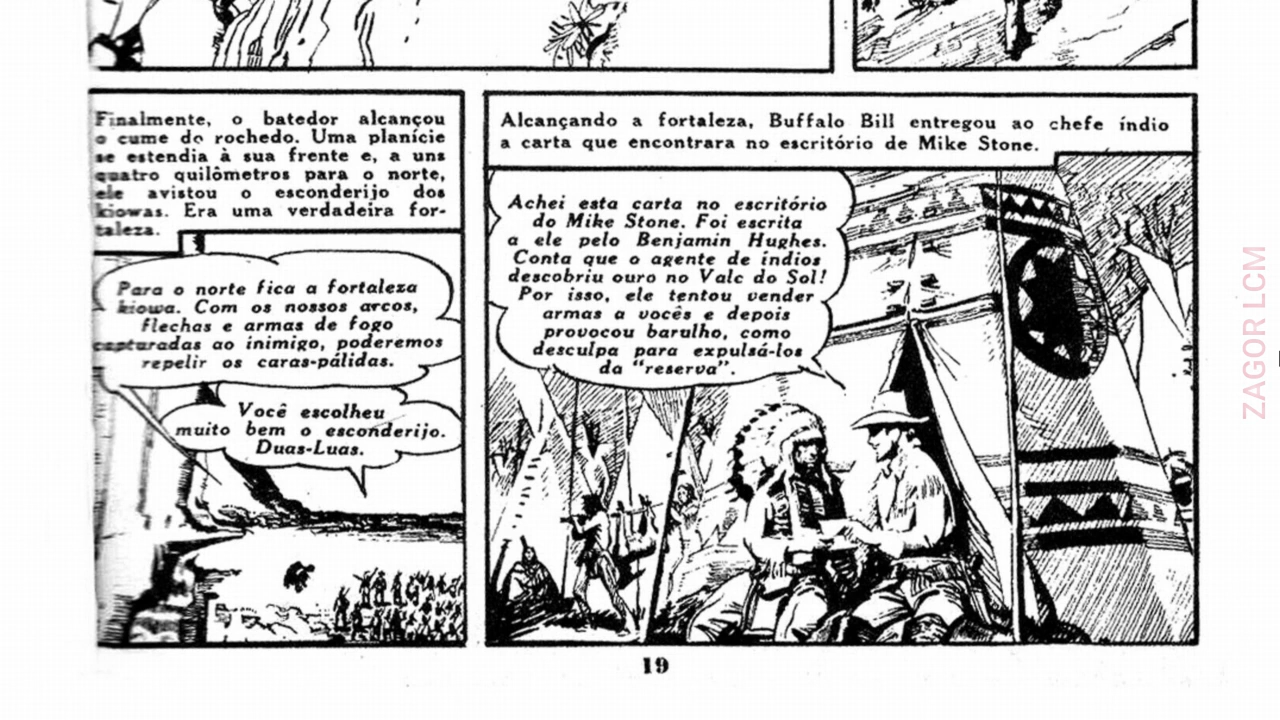 Finalmente, o batedor alcançou
o cume do rochedo. Uma planície
se estendia à sua frente e, a uns
quatro quilômetros para o norte,
ele avistou o esconderijo dos
kiowas. Era uma verdadeira for-
taleza.
Para o norte fica a fortaleza
kiowa. Com os nossos arcos,
flechas e armas de fogo
capturadas ao inimigo, poderemos
repelir os caras-pálidas.
Você escolheu
muito bem o esconderijo.
Duas-Luas.
Alcançando a fortaleza, Buffalo Bill entregou ao chefe índio
a carta que encontrara no escritório de Mike Stone.
Achei esta carta no escritório
do Mike Stone. Foi escrita
a ele pelo Benjamin Hughes.
Conta que o agente de índios
descobriu ouro no Vale do Sol!
Por isso, ele tentou vender
armas a vocês e depois
provocou barulho, como
desculpa para expulsá-los
da "reserva".
19
ZAGOR LCM